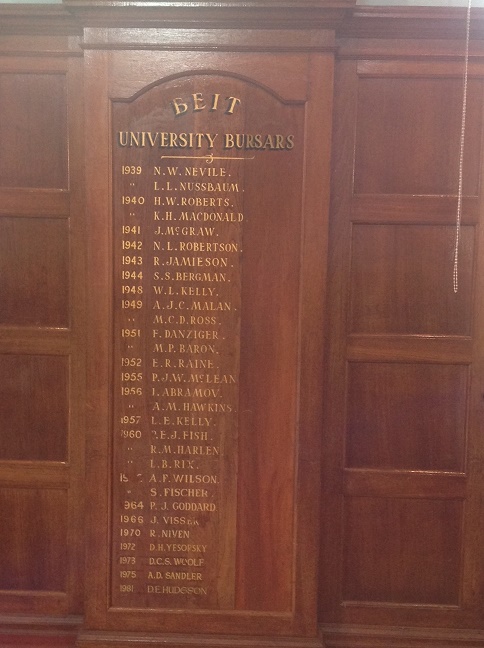 BEIT
UNIVERSITY BURSARS
1939 N.W. NEVILE.
" L.L. NUSSBAUM.
1940 H.W. ROBERTS.
" K.H. MACDONALD
1941 J. McGRAW.
1942 N.L. ROBERTSON.
1943 R. JAMIESON.
1944 S.S. BERGMAN.
1948 W.L. KELLY.
1949 A.J.C. MALAN.
" M.C.D. ROSS.
1951 F. DANZIGER.
" M.P. BARON.
1952 E.R. RAINE.
1955 P.J.W. McLEAN
1956 I. ABRAMOV.
" A.M. HAWKINS
1957 L.E. KELLY.
1960 P.E.J. FISH.
" R.M. HARLEN.
" L.B. RIX.
A.F. WILSON.
" S. FISCHER.
964 P.J. GODDARD
1966 J. VISSER
1970 R. NIVEN
1972 D.H. YESORSKY
1973 D.C.S. WOOLF
1975 A.D. SANDLER
1981 D.E. HUDGSON